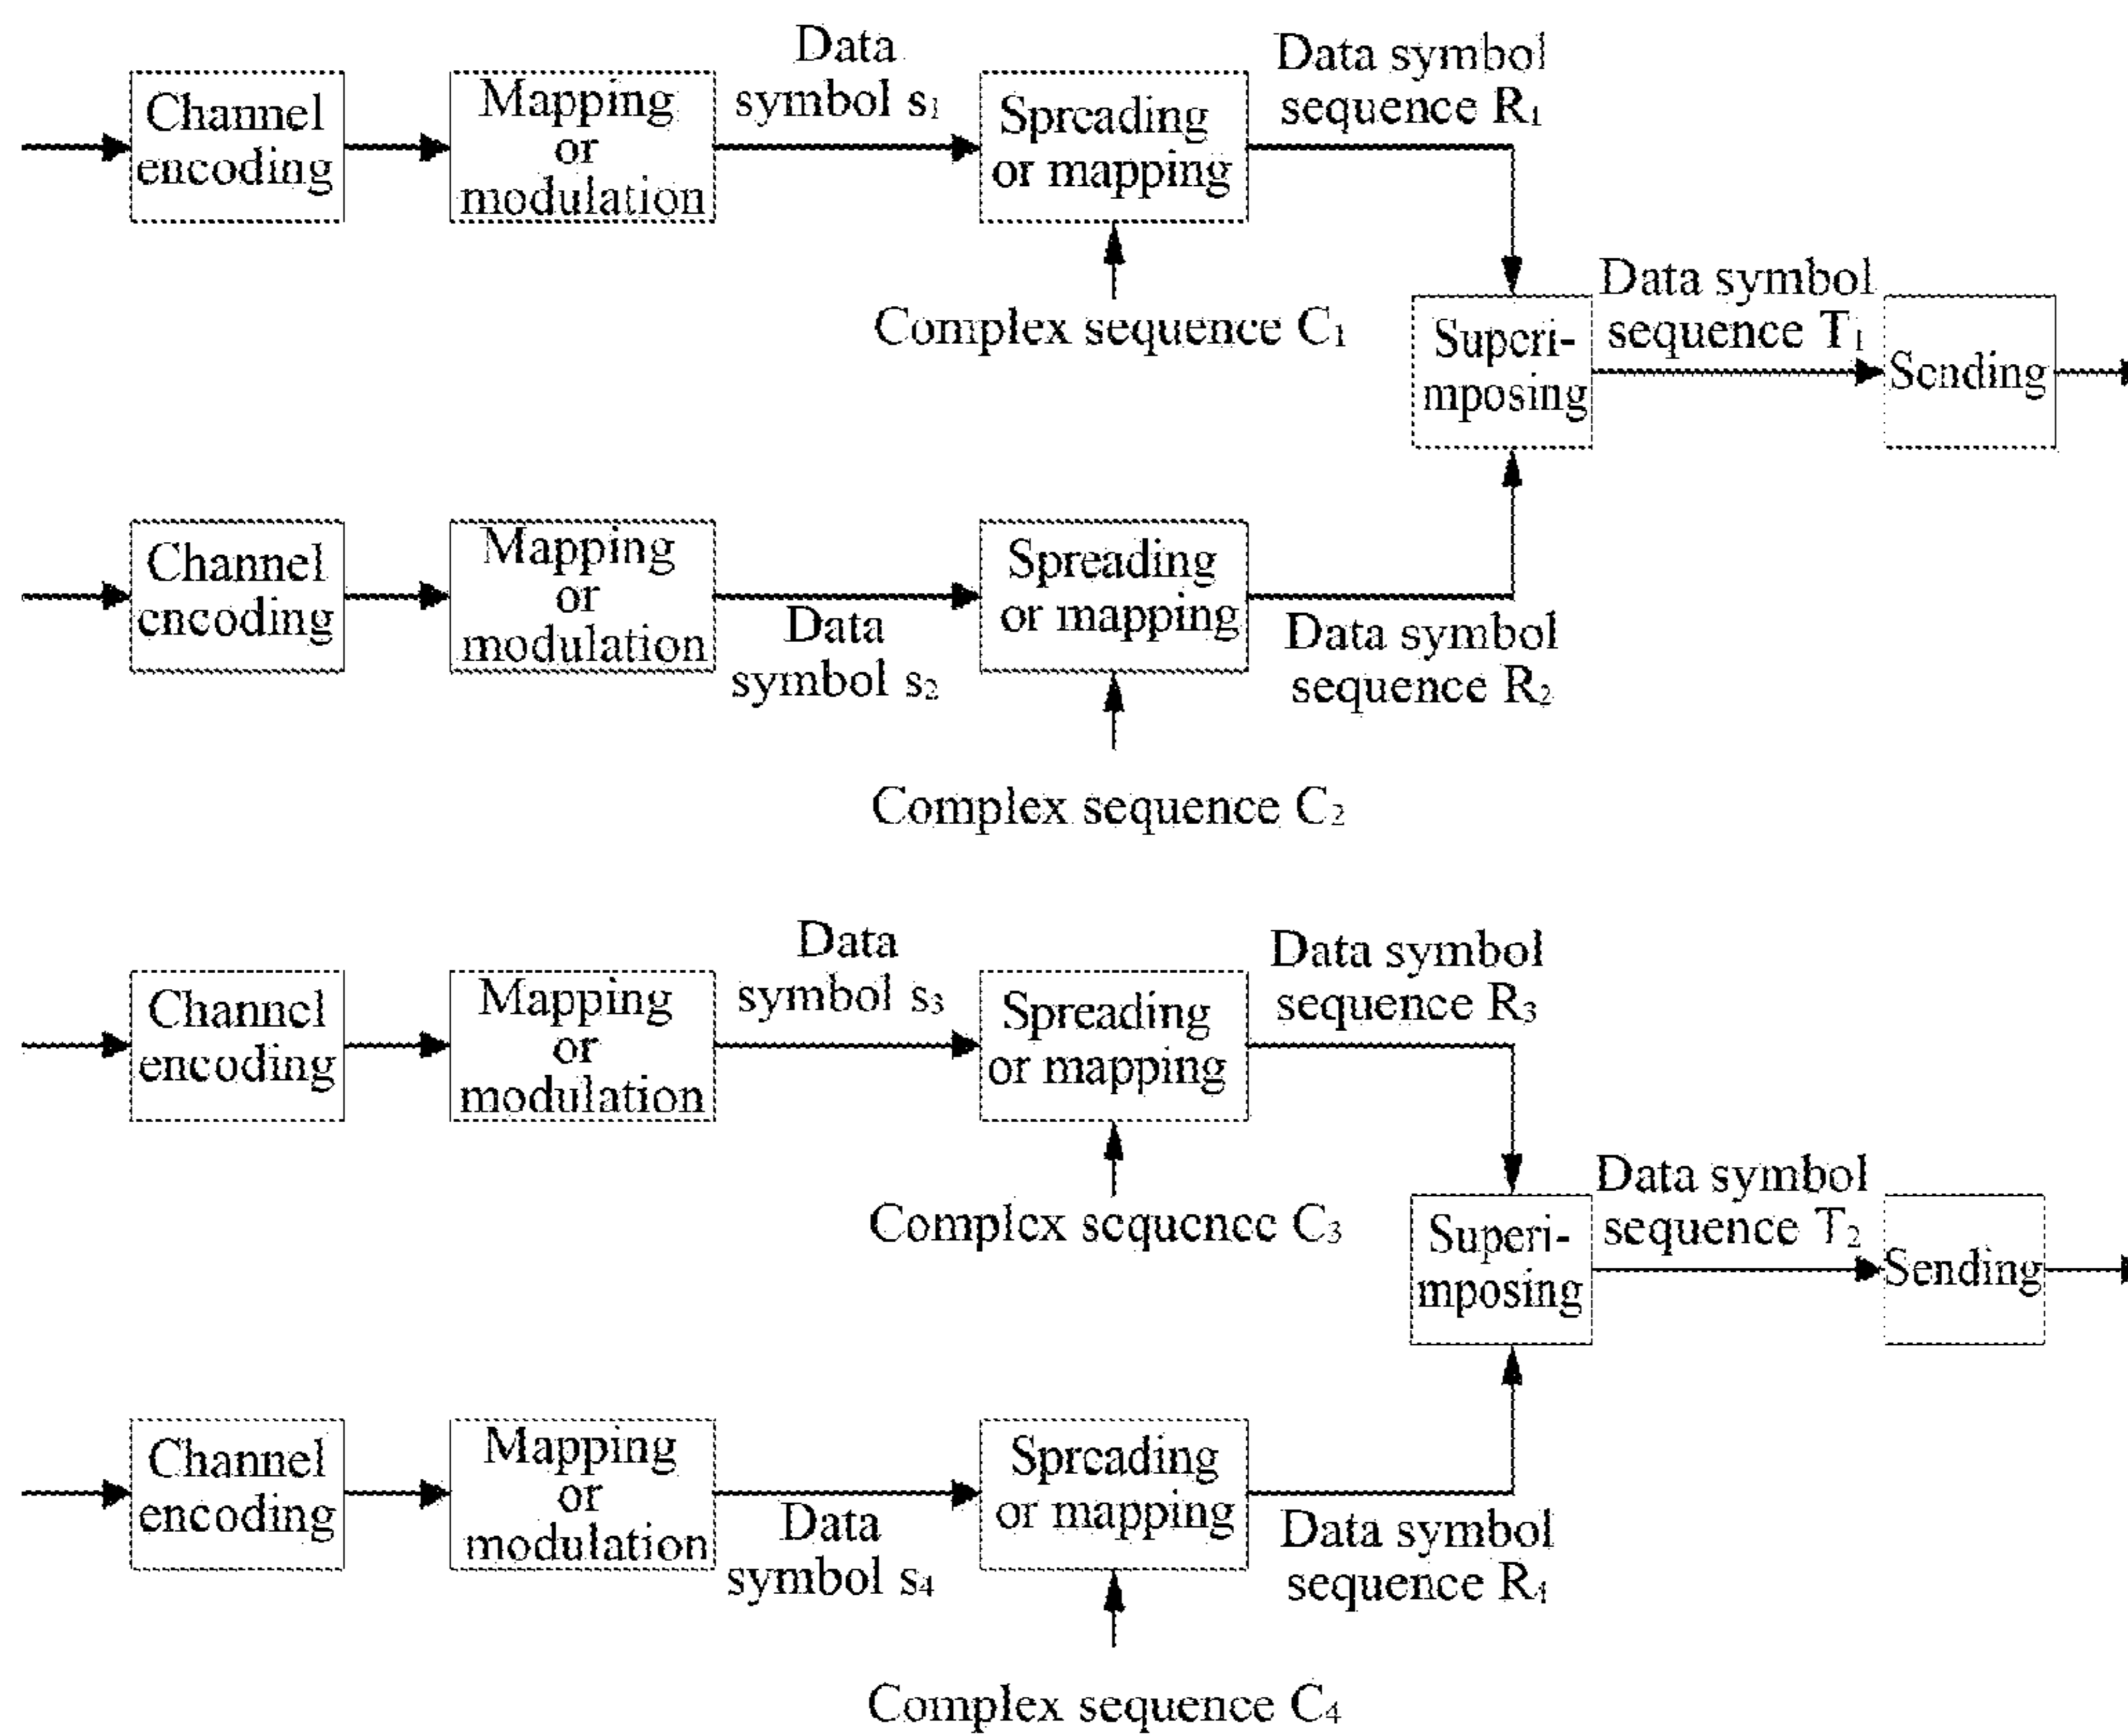 Channel
encoding
Mapping
or
modulation
Data
symbol s1
Spreading
or mapping
Data symbol
sequence R1
Complex sequence C1
Superi-
mposing
Data symbol
sequence T1
Sending
Channel
encoding
Mapping
or
modulation
Data
symbol s2
Spreading
or mapping
Data symbol
sequence R2
Complex sequence C2
Channel
encoding
Mapping
or
modulation
Data
symbol s3
Spreading
or mapping
Data symbol
sequence R3
Complex sequence C3
Superi-
mposing
Data symbol
sequence T2
Sending
Channel
encoding
Mapping
or
modulation
Data
symbol s4
Spreading
or mapping
Data symbol
sequence R4
Complex sequence C4